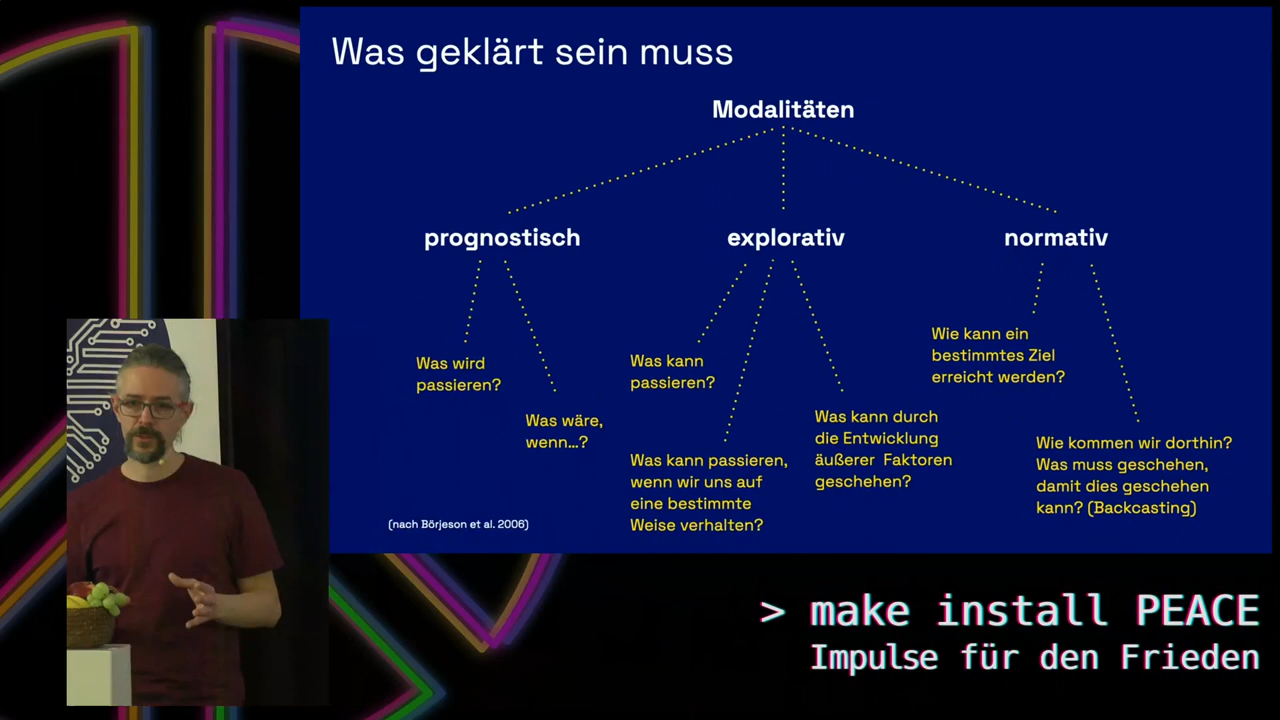 Was geklärt sein muss
Modalitäten
prognostisch
explorativ
normativ
Was wird
passieren?
Was wäre,
wenn...?
Was kann
passieren?
Was kann passieren,
wenn wir uns auf
eine bestimmte
Weise verhalten?
Was kann durch
die Entwicklung
äußerer Faktoren
geschehen?
Wie kann ein
bestimmtes Ziel
erreicht werden?
Wie kommen wir dorthin?
Was muss geschehen,
damit dies geschehen
kann? (Backcasting)
(nach Börjeson et al. 2006)
> make install PEACE
Impulse für den Frieden